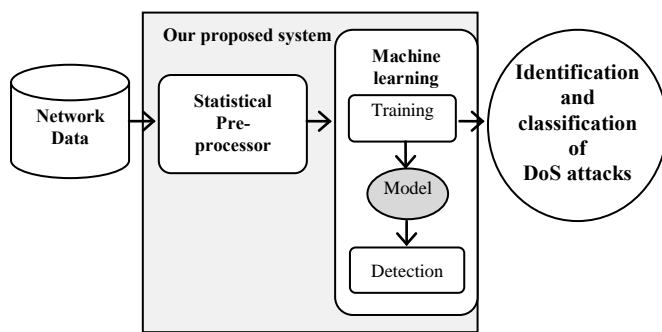 Our proposed system
Network
Data
Statistical
Pre-
processor
Machine
learning
Training
Model
Detection
Identification
and
classification
of
DoS attacks